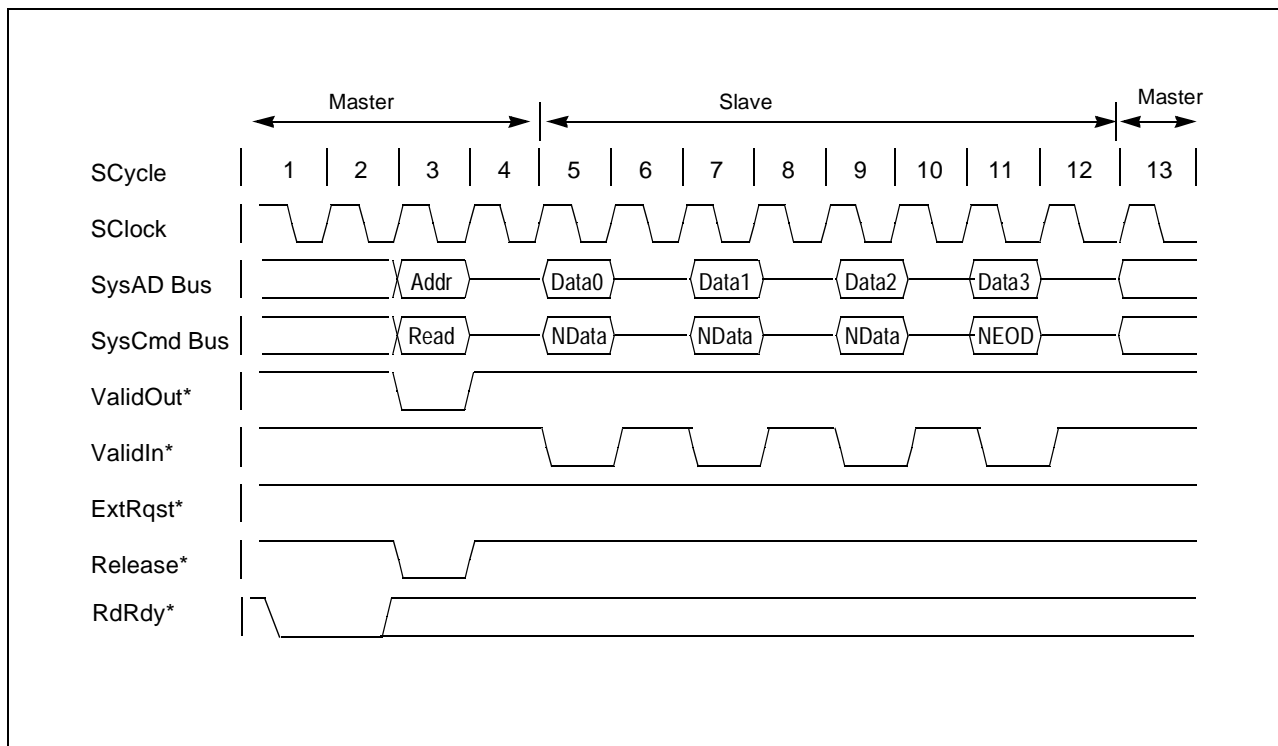 Master Slave Master
SCycle 1 2 3 4 5 6 7 8 9 10 11 12 13
SClock
SysAD Bus Addr Data0 Data1 Data2 Data3
SysCmd Bus Read NData NData NData NEOD
ValidOut*
ValidIn*
ExtRqst*
Release*
RdRdy*